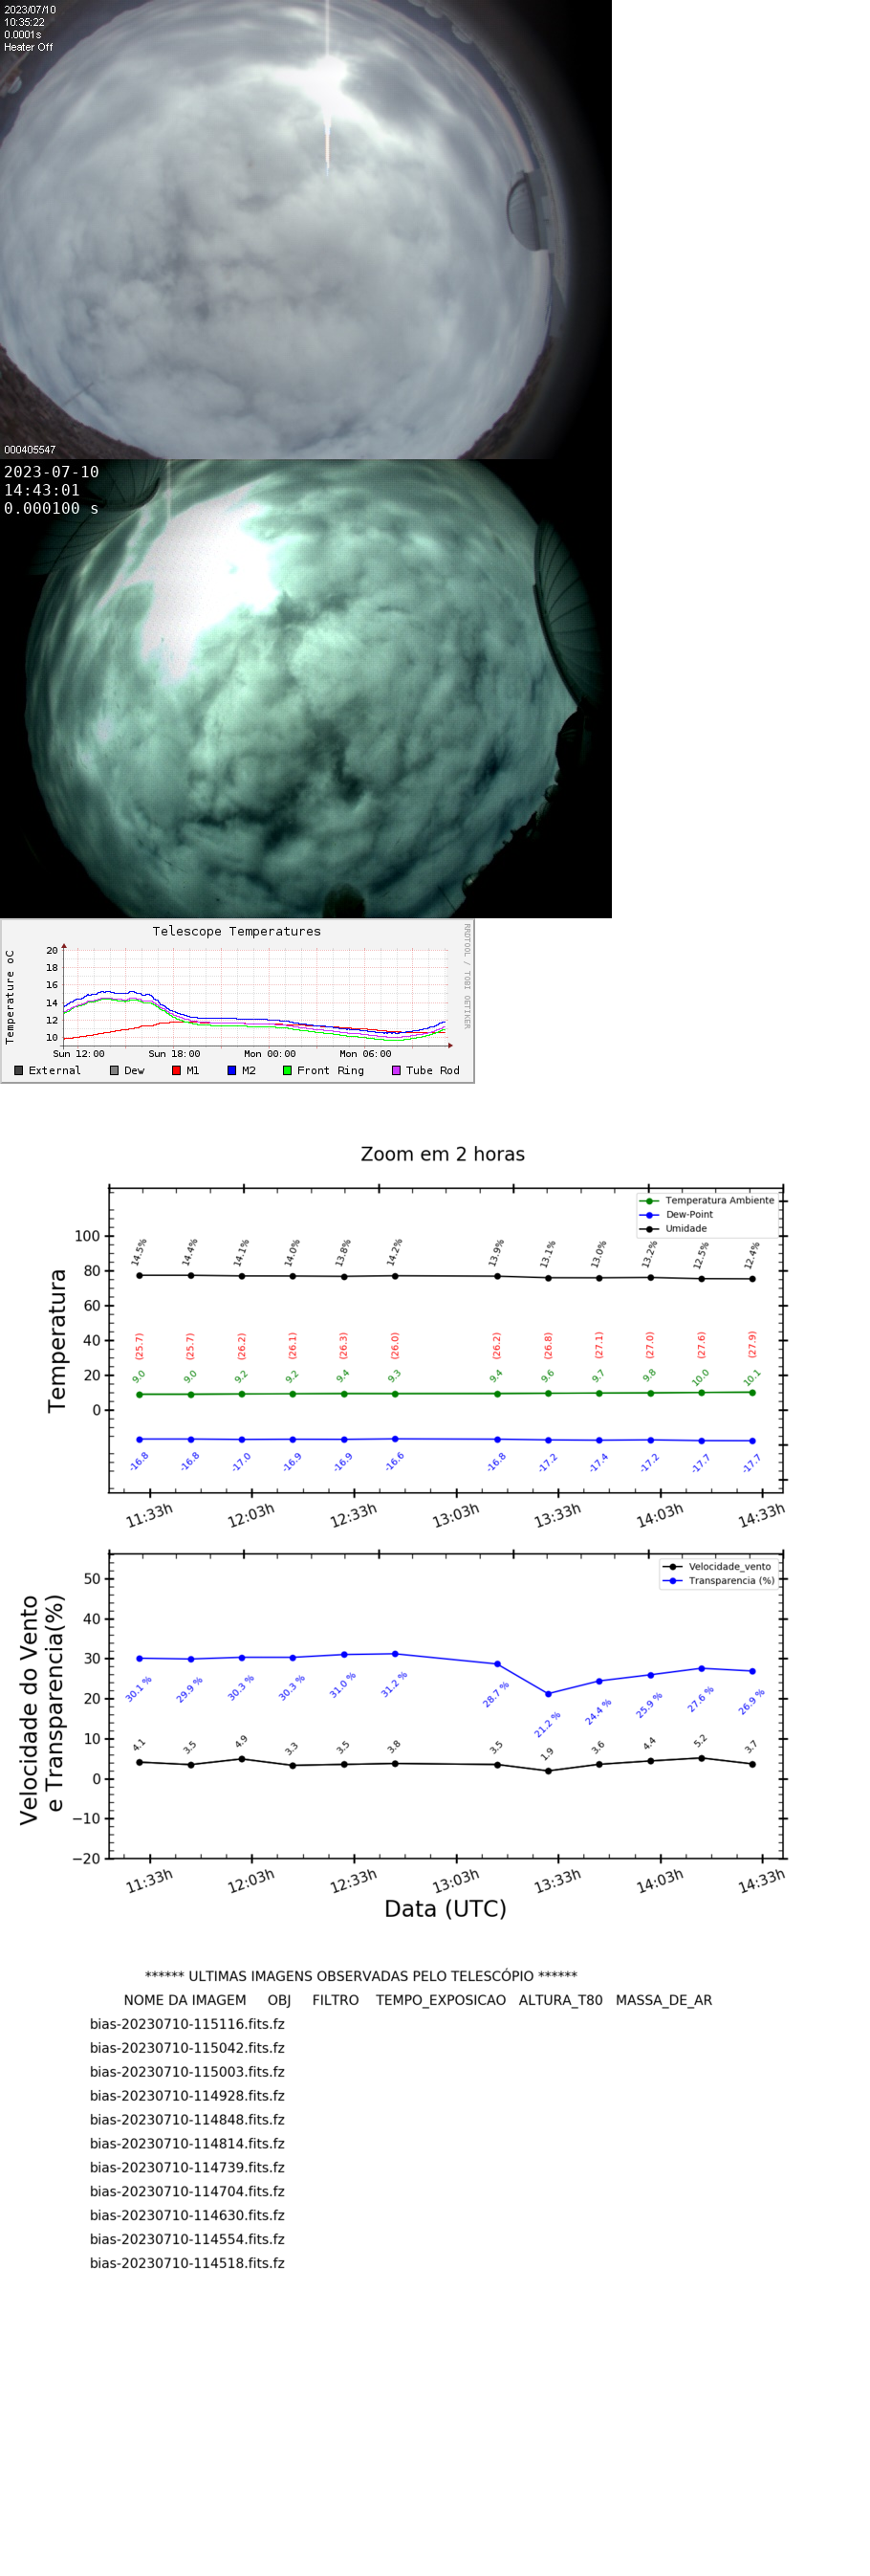 2023/07/10
10:35:22
0.0001s
Heater Off
000405547
2023-07-10
14:43:01
0.000100 s
Telescope Temperatures
RRDTOOL / TOBI OETIKER
Temperature oC
20
18
16
14
12
10
Sun 12:00 Sun 18:00 Mon 00:00 Mon 06:00
External Dew M1 M2 Front Ring Tube Rod
Zoom em 2 horas
Temperatura Ambiente
Dew-Point
Umidade
Temperatura
100
80
60
40
20
0
14.5% 14.4% 14.1% 14.0% 13.8% 14.2% 13.9% 13.1% 13.0% 13.2% 12.5% 12.4%
(25.7) (25.7) (26.2) (26.1) (26.3) (26.0) (26.2) (26.8) (27.1) (27.0) (27.6) (27.9)
9.0 9.0 9.2 9.2 9.4 9.3 9.4 9.6 9.7 9.8 10.0 10.1
-16.8 -16.8 -17.0 -16.9 -16.9 -16.6 -16.8 -17.2 -17.4 -17.2 -17.7 -17.7
11:33h 12:03h 12:33h 13:03h 13:33h 14:03h 14:33h
Velocidade_vento
Transparencia (%)
Velocidade do Vento
e Transparencia(%)
50
40
30
20
10
0
−10
−20
30.1 % 29.9 % 30.3 % 30.3 % 31.0 % 31.2 % 28.7 % 21.2 % 24.4 % 25.9 % 27.6 % 26.9 %
4.1 3.5 4.9 3.3 3.5 3.8 3.5 1.9 3.6 4.4 5.2 3.7
11:33h 12:03h 12:33h 13:03h 13:33h 14:03h 14:33h
Data (UTC)
****** ULTIMAS IMAGENS OBSERVADAS PELO TELESCÓPIO ******
NOME DA IMAGEM OBJ FILTRO TEMPO_EXPOSICAO ALTURA_T80 MASSA_DE_AR
bias-20230710-115116.fits.fz
bias-20230710-115042.fits.fz
bias-20230710-115003.fits.fz
bias-20230710-114928.fits.fz
bias-20230710-114848.fits.fz
bias-20230710-114814.fits.fz
bias-20230710-114739.fits.fz
bias-20230710-114704.fits.fz
bias-20230710-114630.fits.fz
bias-20230710-114554.fits.fz
bias-20230710-114518.fits.fz